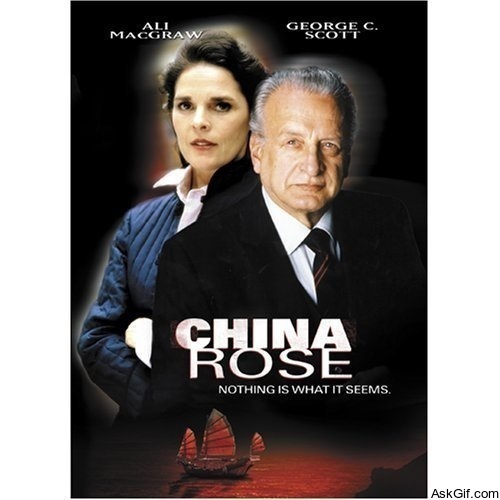 ALI
MACGRAW
GEORGE C.
SCOTT
CHINA
ROSE
NOTHING IS WHAT IT SEEMS.
AskGif.com